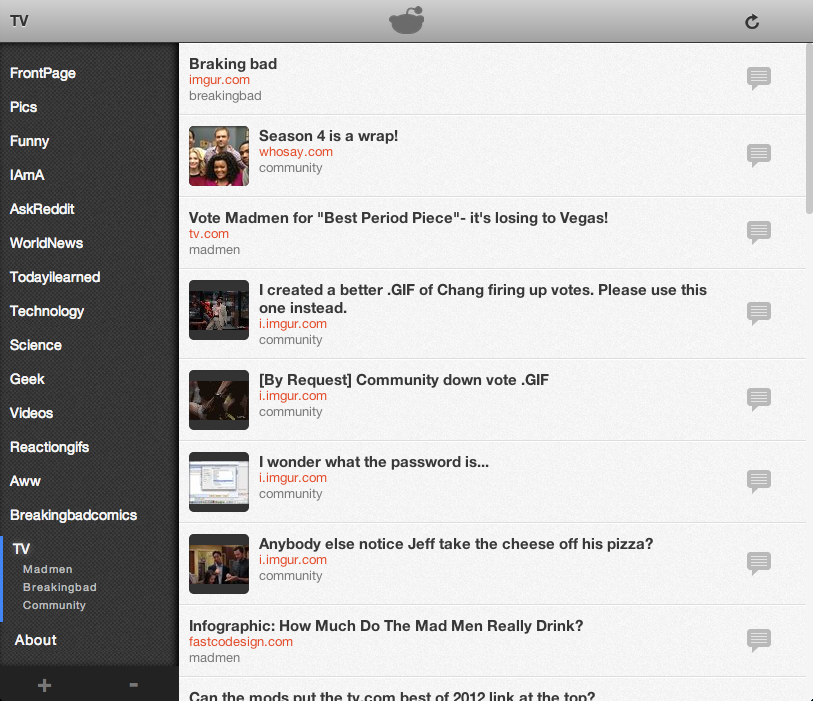 TV
FrontPage
Pics
Funny
IAmA
AskReddit
WorldNews
Todayilearned
Technology
Science
Geek
Videos
Reactiongifs
Aww
Breakingbadcomics
TV
Madmen
Breakingbad
Community
About
+
-
Braking bad
imgur.com
breakingbad
Season 4 is a wrap!
whosay.com
community
Vote Madmen for "Best Period Piece"- it's losing to Vegas!
tv.com
madmen
I created a better .GIF of Chang firing up votes. Please use this
one instead.
i.imgur.com
community
[By Request] Community down vote .GIF
i.imgur.com
community
I wonder what the password is...
i.imgur.com
community
Anybody else notice Jeff take the cheese off his pizza?
i.imgur.com
community
Infographic: How Much Do The Mad Men Really Drink?
fastcodesign.com
madmen
Can the mods put the tv.com best of 2012 link at the top?